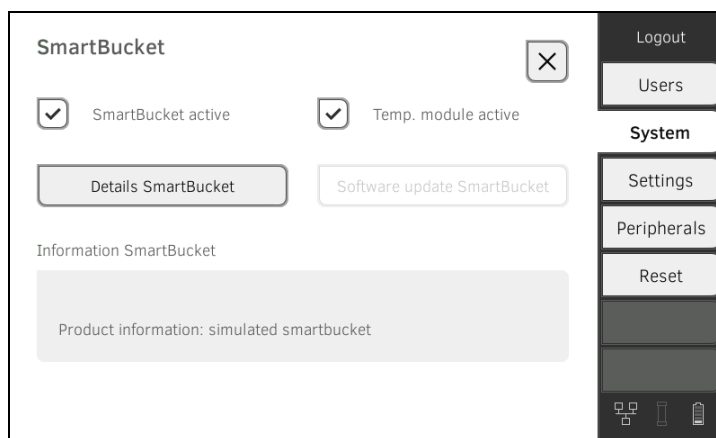 SmartBucket
SmartBucket active
Temp. module active
Details SmartBucket
Software update SmartBucket
Information SmartBucket
Product information: simulated smartbucket
Logout
Users
System
Settings
Peripherals
Reset